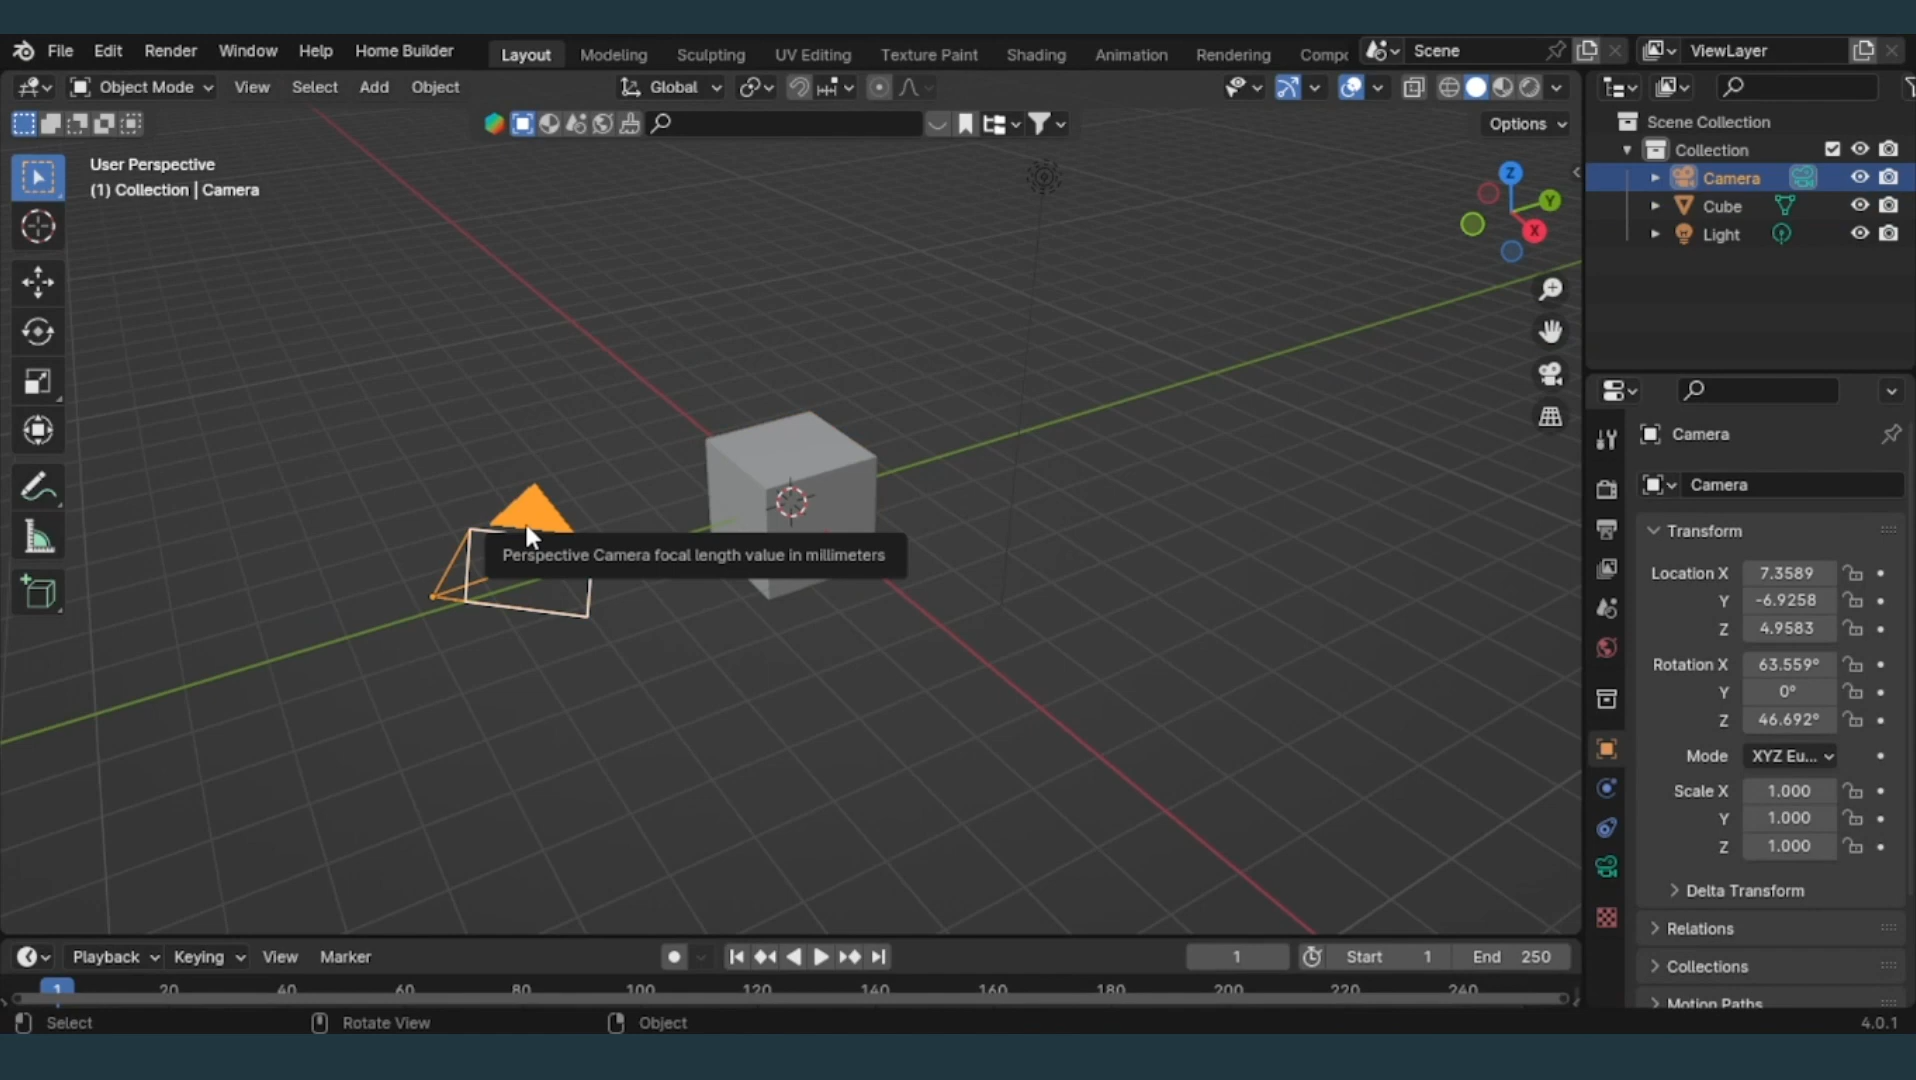 File Edit Render Window Help Home Builder Layout Modeling Sculpting UV Editing Texture Paint Shading Animation Rendering Compo Scene ViewLayer
Object Mode View Select Add Object Global
Options
User Perspective
(1) Collection | Camera
Z
Y
X
Scene Collection
Collection
Camera
Cube
Light
Perspective Camera focal length value in millimeters
Camera
Camera
Transform
Location X 7.3589
Y -6.9258
Z 4.9583
Rotation X 63.559°
Y 0°
Z 46.692°
Mode XYZ Eu...
Scale X 1.000
Y 1.000
Z 1.000
Delta Transform
Relations
Collections
Motion Paths
Playback Keying View Marker 1 Start 1 End 250
1 20 40 60 80 100 120 140 160 180 200 220 240
Select Rotate View Object 4.0.1